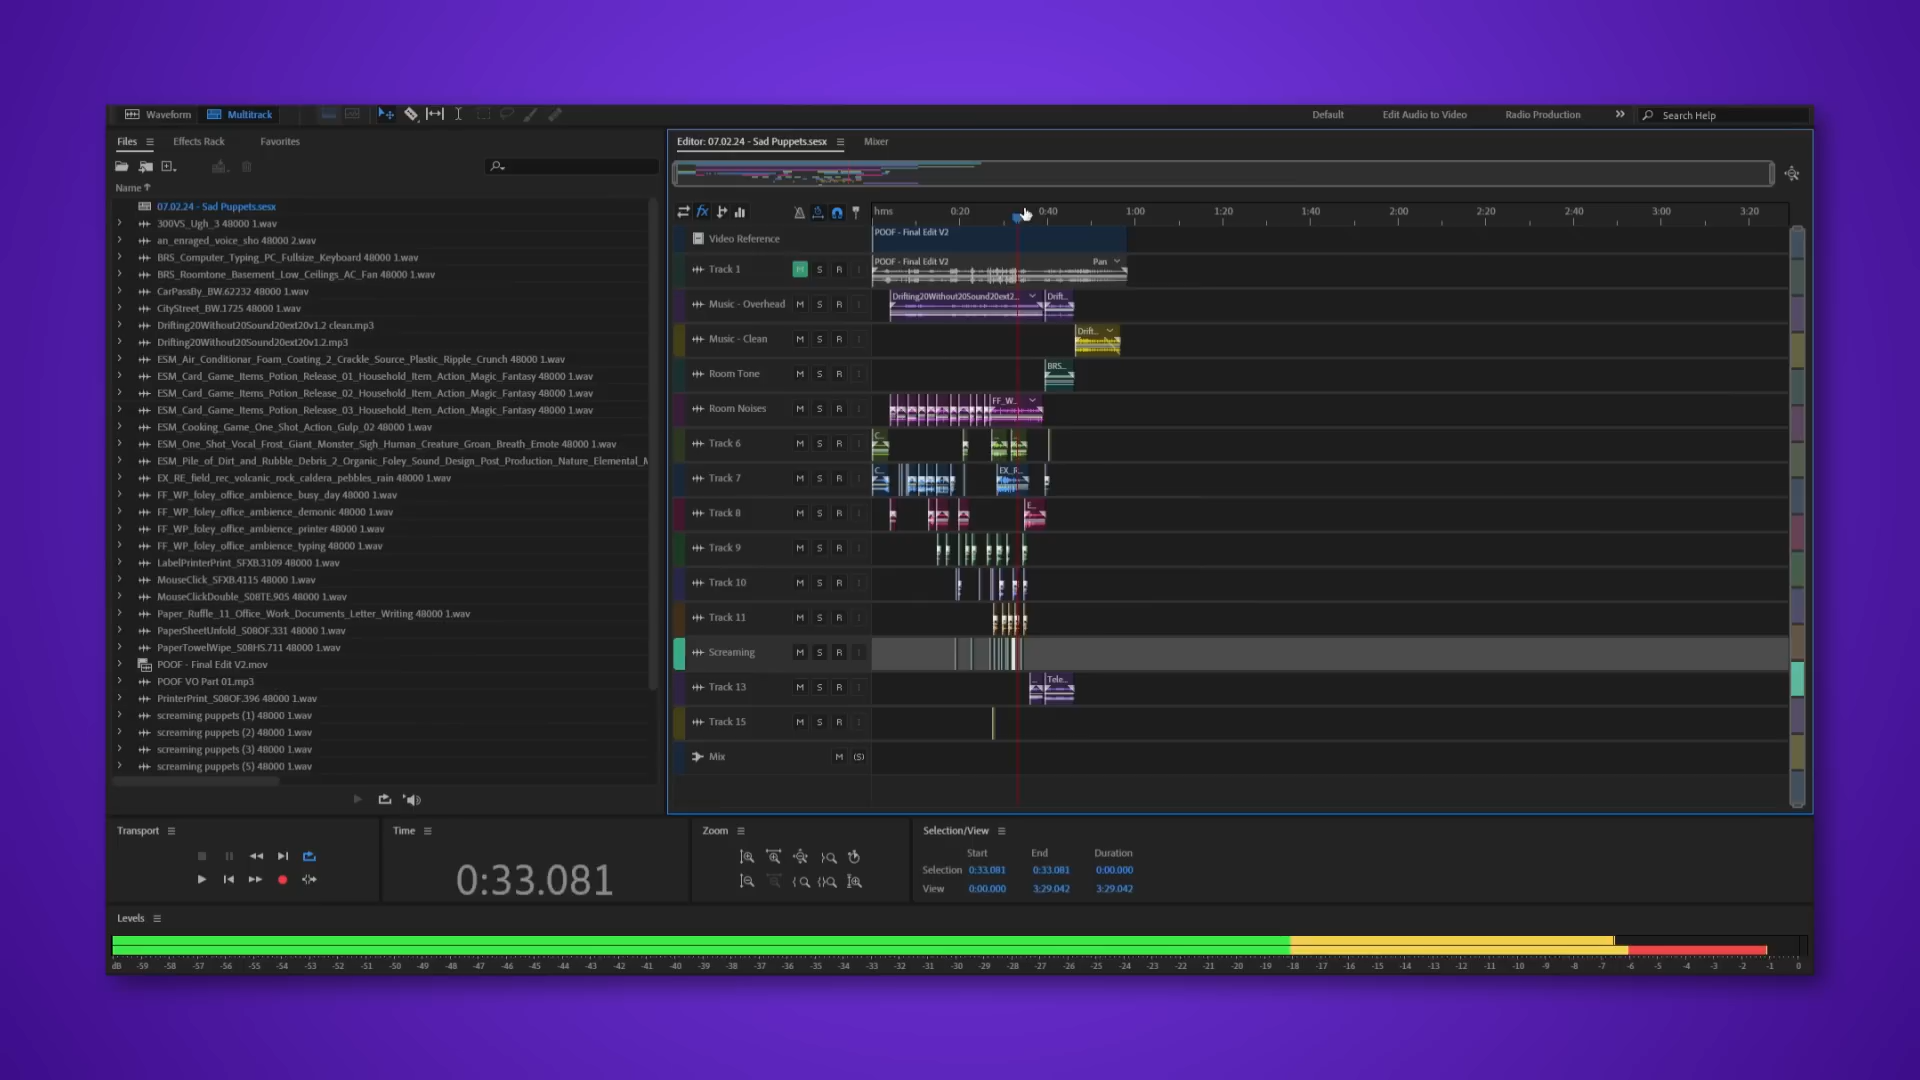 Waveform Multitrack Default Edit Audio to Video Radio Production Search Help
Files Effects Rack Favorites
Name
07.02.24 - Sad Puppets.sesx
300VS_Ugh_3 48000 1.wav
an_enraged_voice_sho 48000 2.wav
BRS_Computer_Typing_PC_Fullsize_Keyboard 48000 1.wav
BRS_Roomtone_Basement_Low_Ceilings_AC_Fan 48000 1.wav
CarPassBy_BW.62232 48000 1.wav
CityStreet_BW.1725 48000 1.wav
Drifting20Without20Sound20ext20v1.2 clean.mp3
Drifting20Without20Sound20ext20v1.2.mp3
ESM_Air_Conditionar_Foam_Coating_2_Crackle_Source_Plastic_Ripple_Crunch 48000 1.wav
ESM_Card_Game_Items_Potion_Release_01_Household_Item_Action_Magic_Fantasy 48000 1.wav
ESM_Card_Game_Items_Potion_Release_02_Household_Item_Action_Magic_Fantasy 48000 1.wav
ESM_Card_Game_Items_Potion_Release_03_Household_Item_Action_Magic_Fantasy 48000 1.wav
ESM_Cooking_Game_One_Shot_Action_Gulp_02 48000 1.wav
ESM_One_Shot_Vocal_Frost_Giant_Monster_Sigh_Human_Creature_Groan_Breath_Emote 48000 1.wav
ESM_Pile_of_Dirt_and_Rubble_Debris_2_Organic_Foley_Sound_Design_Post_Production_Nature_Elemental_M
EX_RE_field_rec_volcanic_rock_caldera_pebbles_rain 48000 1.wav
FF_WP_foley_office_ambience_busy_day 48000 1.wav
FF_WP_foley_office_ambience_demonic 48000 1.wav
FF_WP_foley_office_ambience_printer 48000 1.wav
FF_WP_foley_office_ambience_typing 48000 1.wav
LabelPrinterPrint_SFXB.3109 48000 1.wav
MouseClick_SFXB.4115 48000 1.wav
MouseClickDouble_S08TE.905 48000 1.wav
Paper_Ruffle_11_Office_Work_Documents_Letter_Writing 48000 1.wav
PaperSheetUnfold_S08OF.331 48000 1.wav
PaperTowelWipe_S08HS.711 48000 1.wav
POOF - Final Edit V2.mov
POOF VO Part 01.mp3
PrinterPrint_S08OF.396 48000 1.wav
screaming puppets (1) 48000 1.wav
screaming puppets (2) 48000 1.wav
screaming puppets (3) 48000 1.wav
screaming puppets (5) 48000 1.wav
Editor: 07.02.24 - Sad Puppets.sesx Mixer
fx hms 0:20 0:40 1:00 1:20 1:40 2:00 2:20 2:40 3:00 3:20
Video Reference POOF - Final Edit V2
Track 1 M S R POOF - Final Edit V2 Pan
Music - Overhead M S R Drifting20Without20Sound20ext2... Drift...
Music - Clean M S R Drift...
Room Tone M S R BRS...
Room Noises M S R FF_W...
Track 6 M S R C...
Track 7 M S R C... EX_R...
Track 8 M S R E...
Track 9 M S R
Track 10 M S R
Track 11 M S R
Screaming M S R
Track 13 M S R Tele...
Track 15 M S R
Mix M (S)
Transport
Time
0:33.081
Zoom
Selection/View
Start End Duration
Selection 0:33.081 0:33.081 0:00.000
View 0:00.000 3:29.042 3:29.042
Levels
dB -59 -58 -57 -56 -55 -54 -53 -52 -51 -50 -49 -48 -47 -46 -45 -44 -43 -42 -41 -40 -39 -38 -37 -36 -35 -34 -33 -32 -31 -30 -29 -28 -27 -26 -25 -24 -23 -22 -21 -20 -19 -18 -17 -16 -15 -14 -13 -12 -11 -10 -9 -8 -7 -6 -5 -4 -3 -2 -1 0